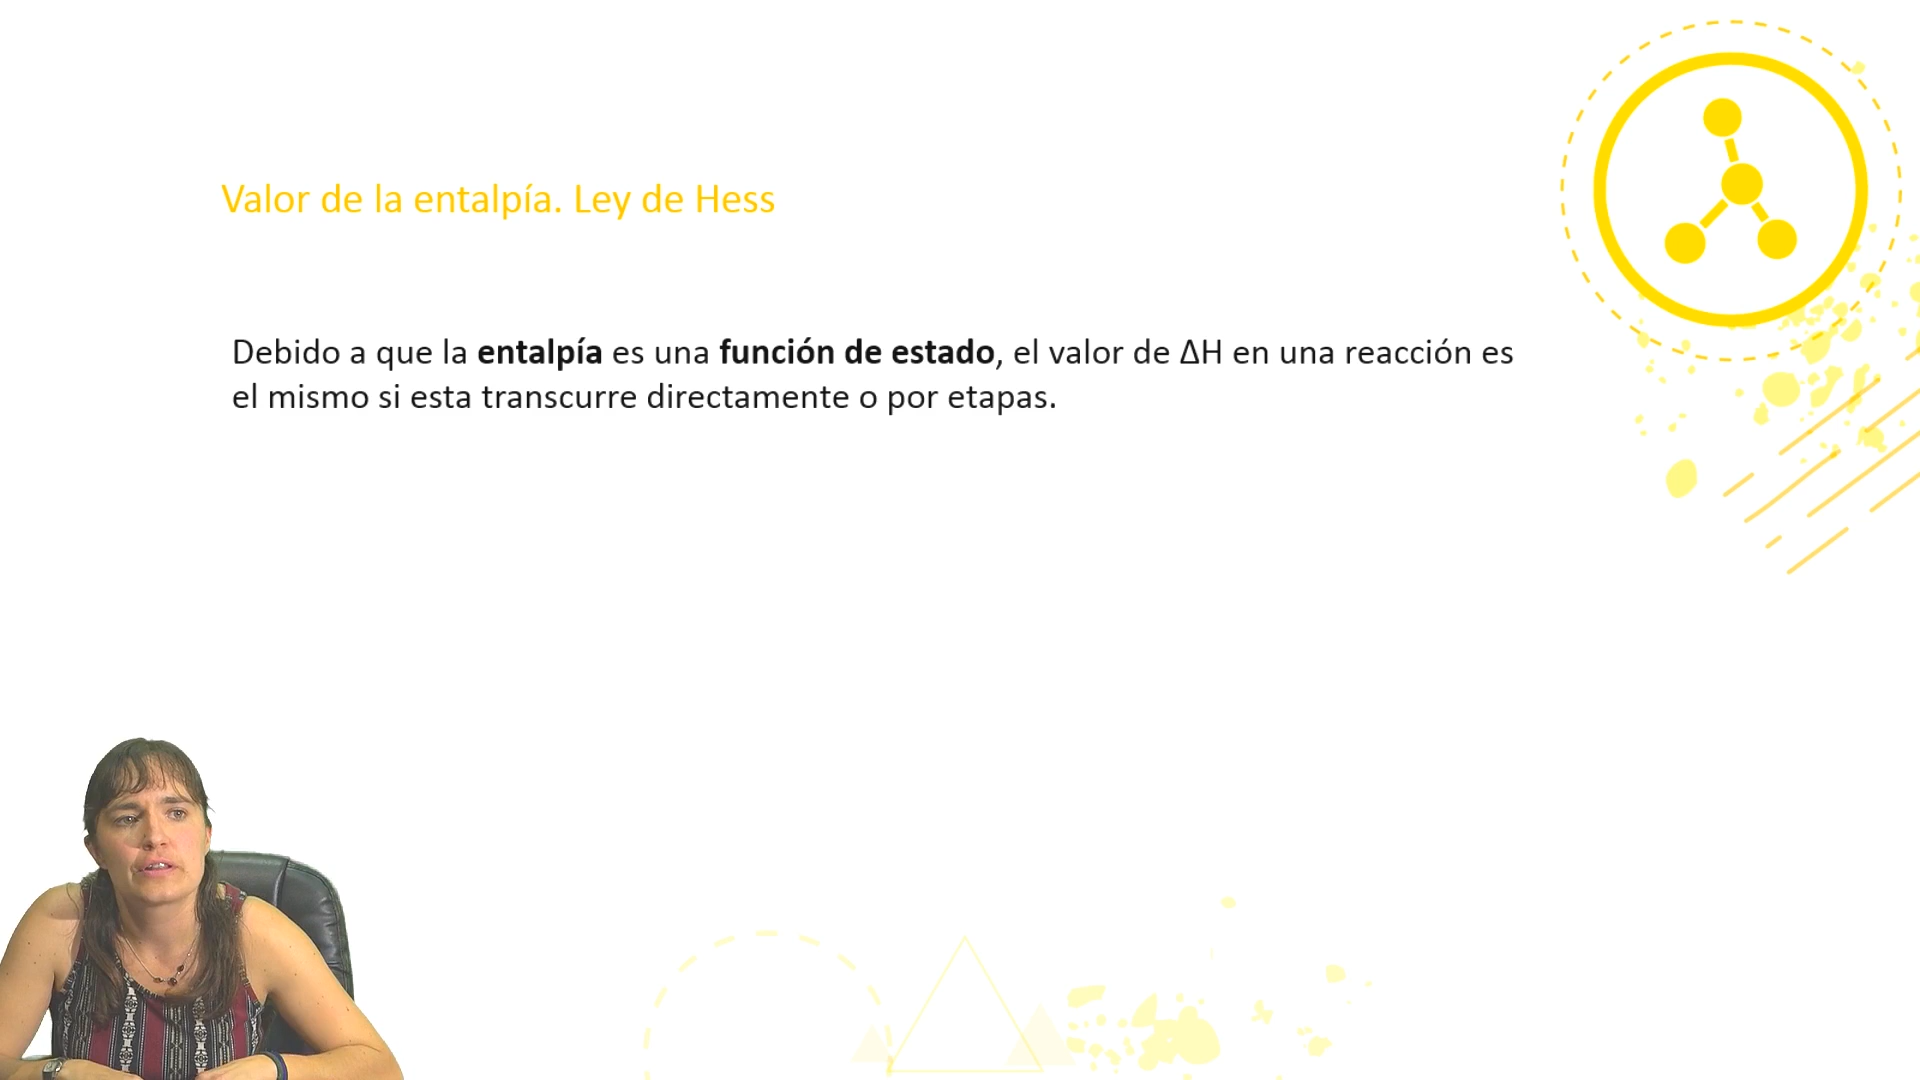 Valor de la entalpía. Ley de Hess
Debido a que la entalpía es una función de estado, el valor de ΔH en una reacción es
el mismo si esta transcurre directamente o por etapas.